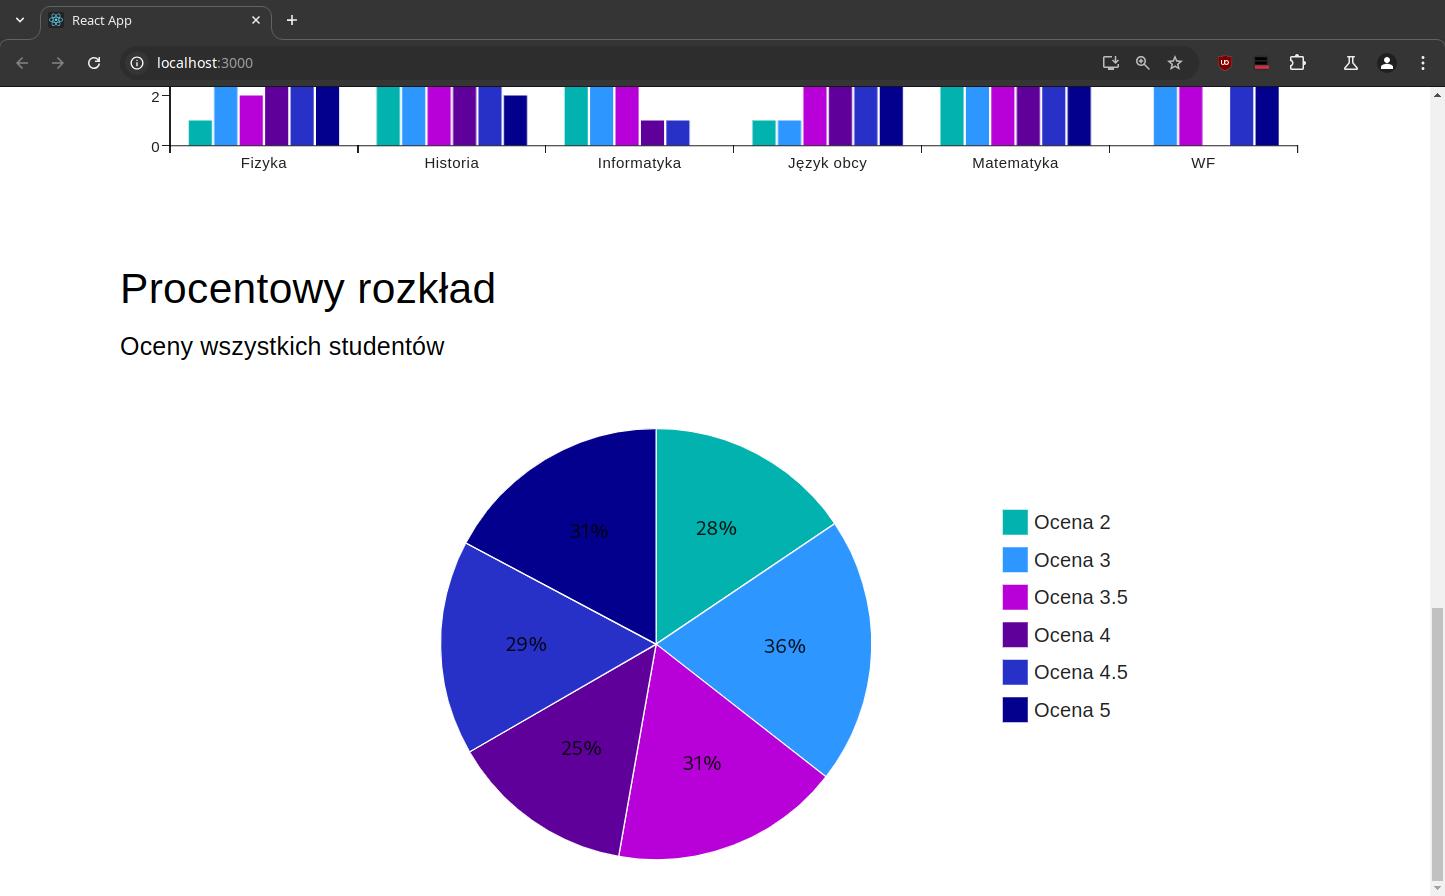 React App
localhost:3000
2
0
Fizyka Historia Informatyka Język obcy Matematyka WF
Procentowy rozkład
Oceny wszystkich studentów
31% 28%
29% 36%
25% 31%
Ocena 2
Ocena 3
Ocena 3.5
Ocena 4
Ocena 4.5
Ocena 5